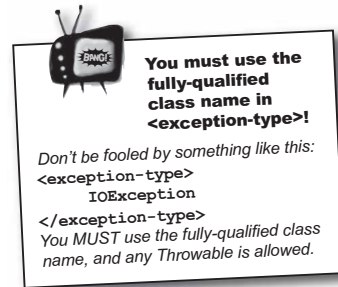 BANG!
You must use the
fully-qualified
class name in
<exception-type>!
Don't be fooled by something like this:
<exception-type>
IOException
</exception-type>
You MUST use the fully-qualified class
name, and any Throwable is allowed.